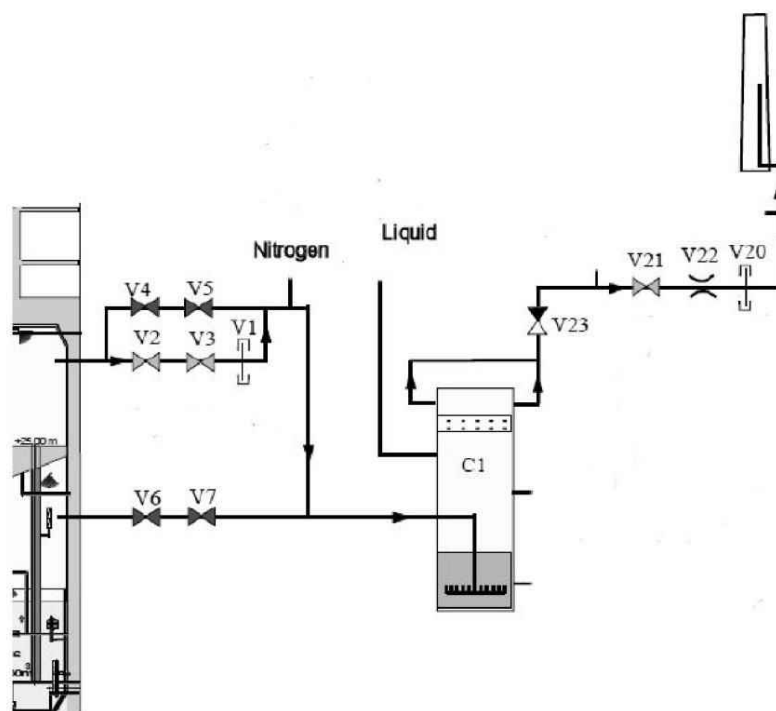 Liquid
Nitrogen
V4 V5
V2 V3 V1
V6 V7
V21 V22 V20
V23
C1
+25.00 m